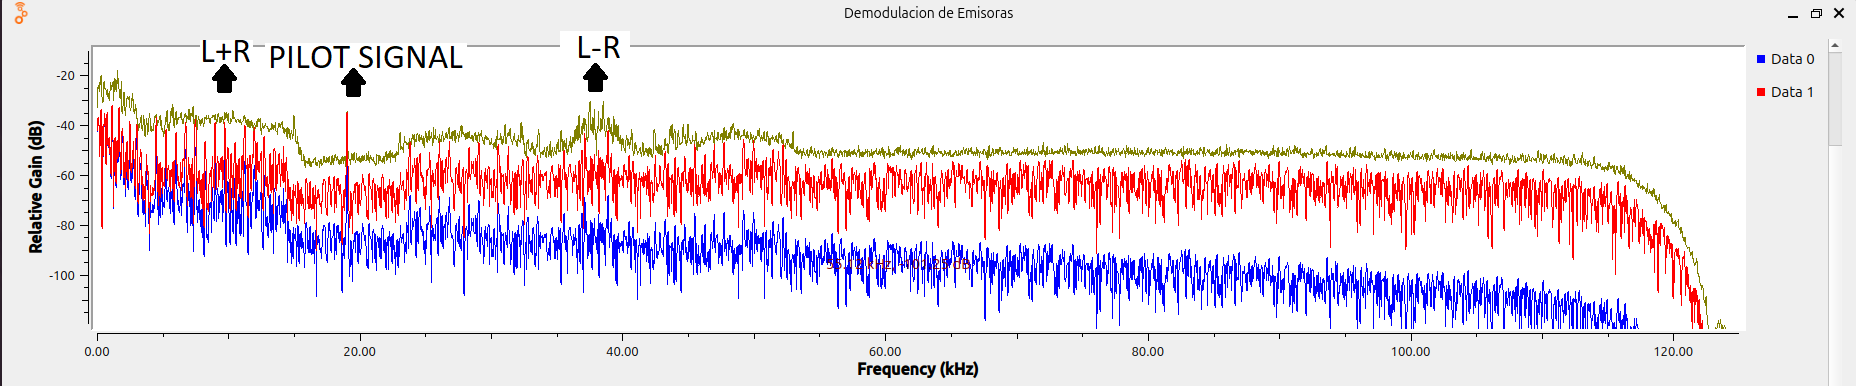 Demodulacion de Emisoras
L+R
PILOT SIGNAL
L-R
Data 0
Data 1
Relative Gain (dB)
-20
-40
-60
-80
-100
0.00
20.00
40.00
60.00
80.00
100.00
120.00
Frequency (kHz)